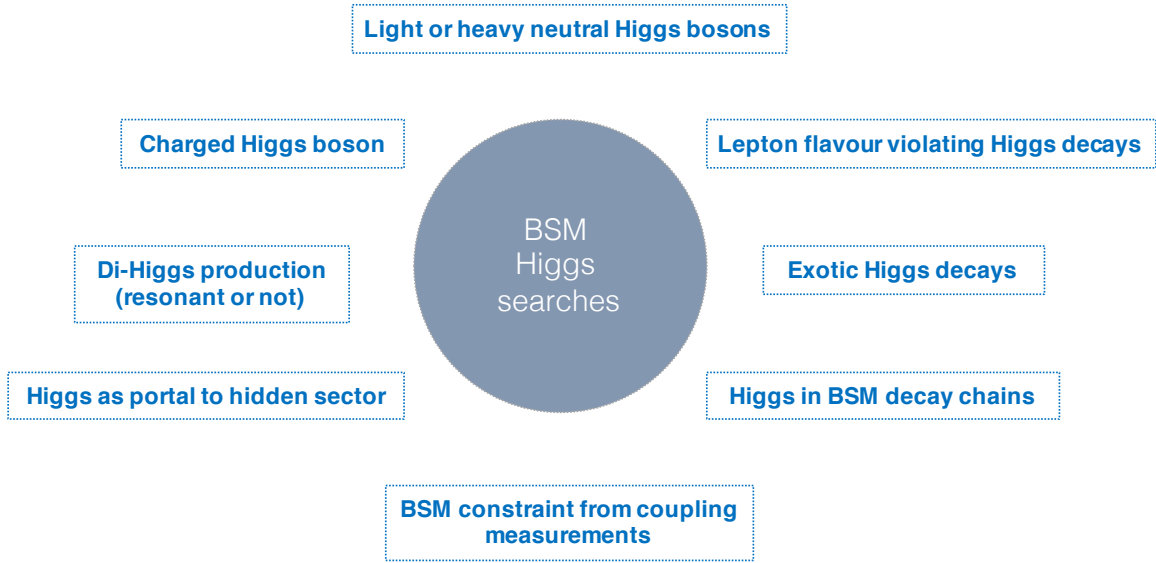 Light or heavy neutral Higgs bosons
Charged Higgs boson
Lepton flavour violating Higgs decays
BSM
Higgs
searches
Di-Higgs production
(resonant or not)
Exotic Higgs decays
Higgs as portal to hidden sector
Higgs in BSM decay chains
BSM constraint from coupling
measurements